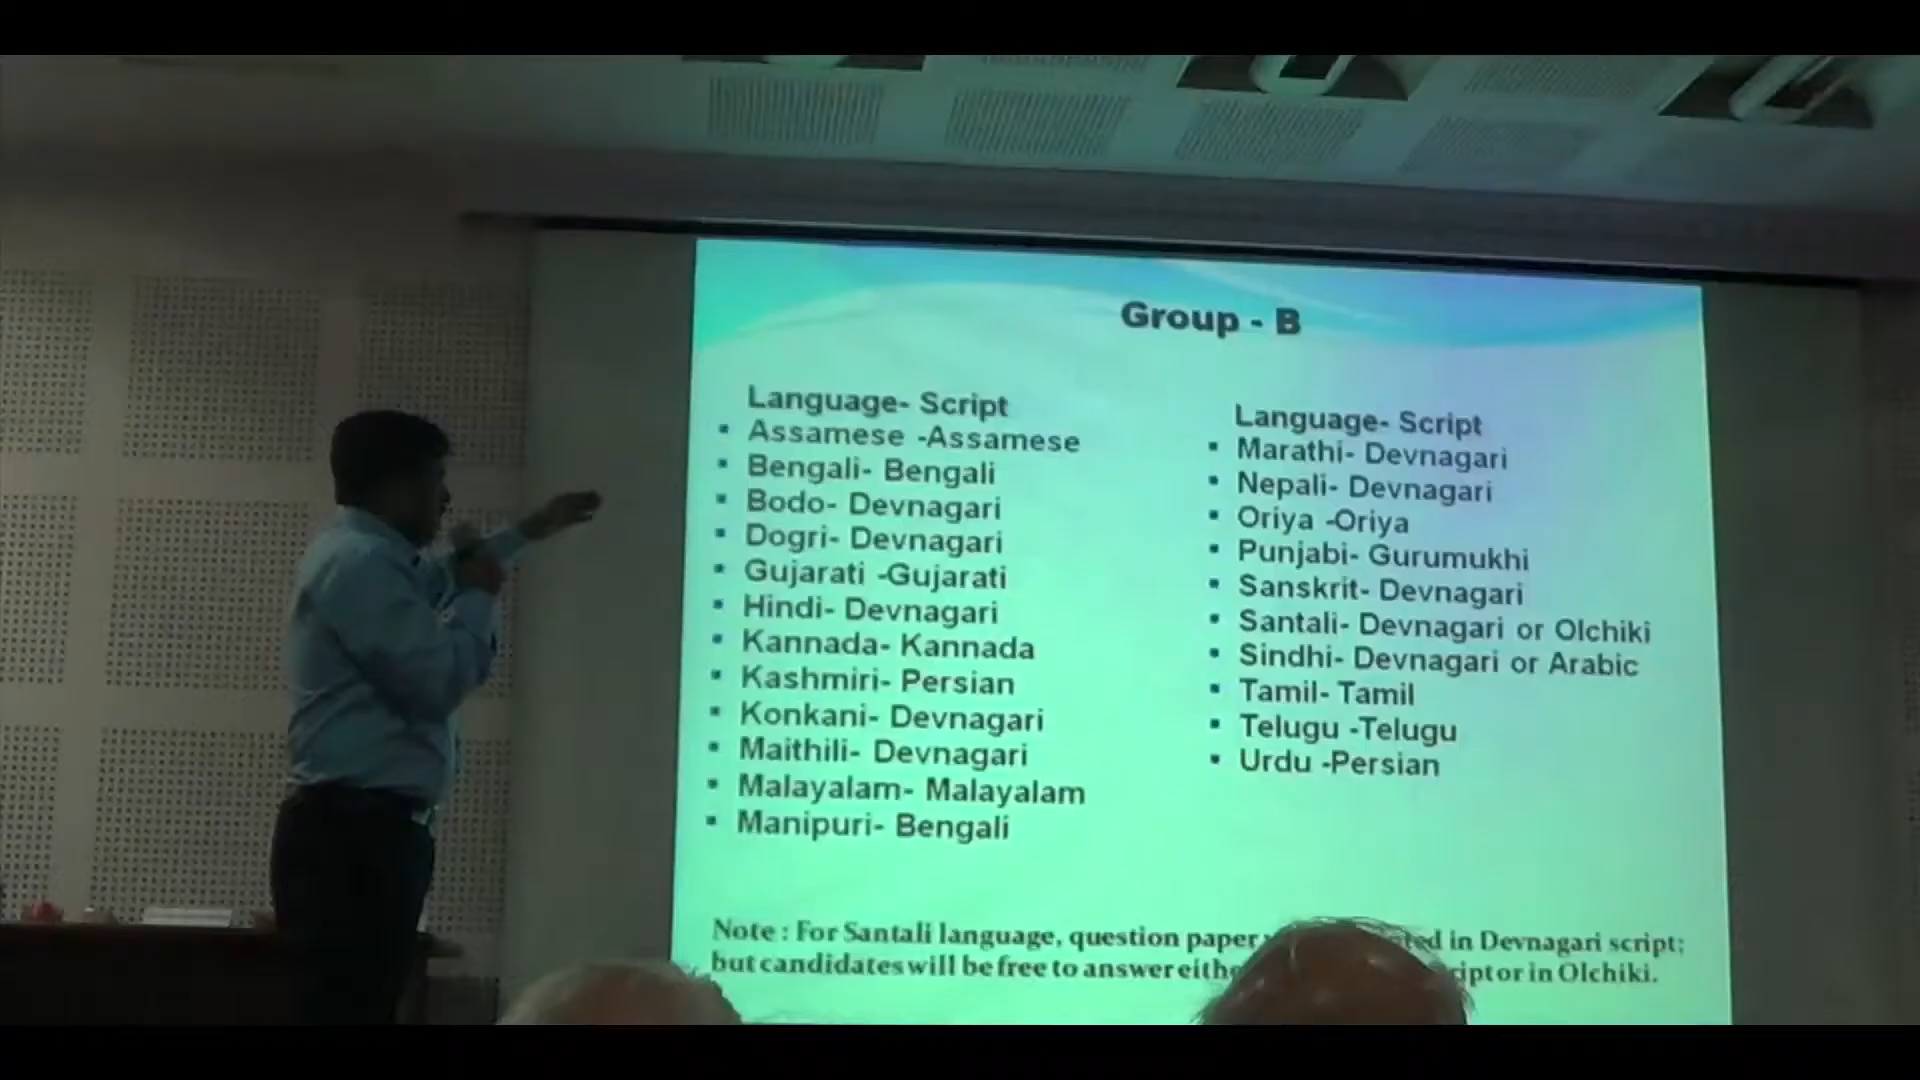 Group - B
Language- Script
Assamese -Assamese
Bengali- Bengali
Bodo- Devnagari
Dogri- Devnagari
Gujarati -Gujarati
Hindi- Devnagari
Kannada- Kannada
Kashmiri- Persian
Konkani- Devnagari
Maithili- Devnagari
Malayalam- Malayalam
Manipuri- Bengali
Language- Script
Marathi- Devnagari
Nepali- Devnagari
Oriya -Oriya
Punjabi- Gurumukhi
Sanskrit- Devnagari
Santali- Devnagari or Olchiki
Sindhi- Devnagari or Arabic
Tamil- Tamil
Telugu -Telugu
Urdu -Persian
Note : For Santali language, question paper in Devnagari script;
but candidates will be free to answer or in Olchiki.